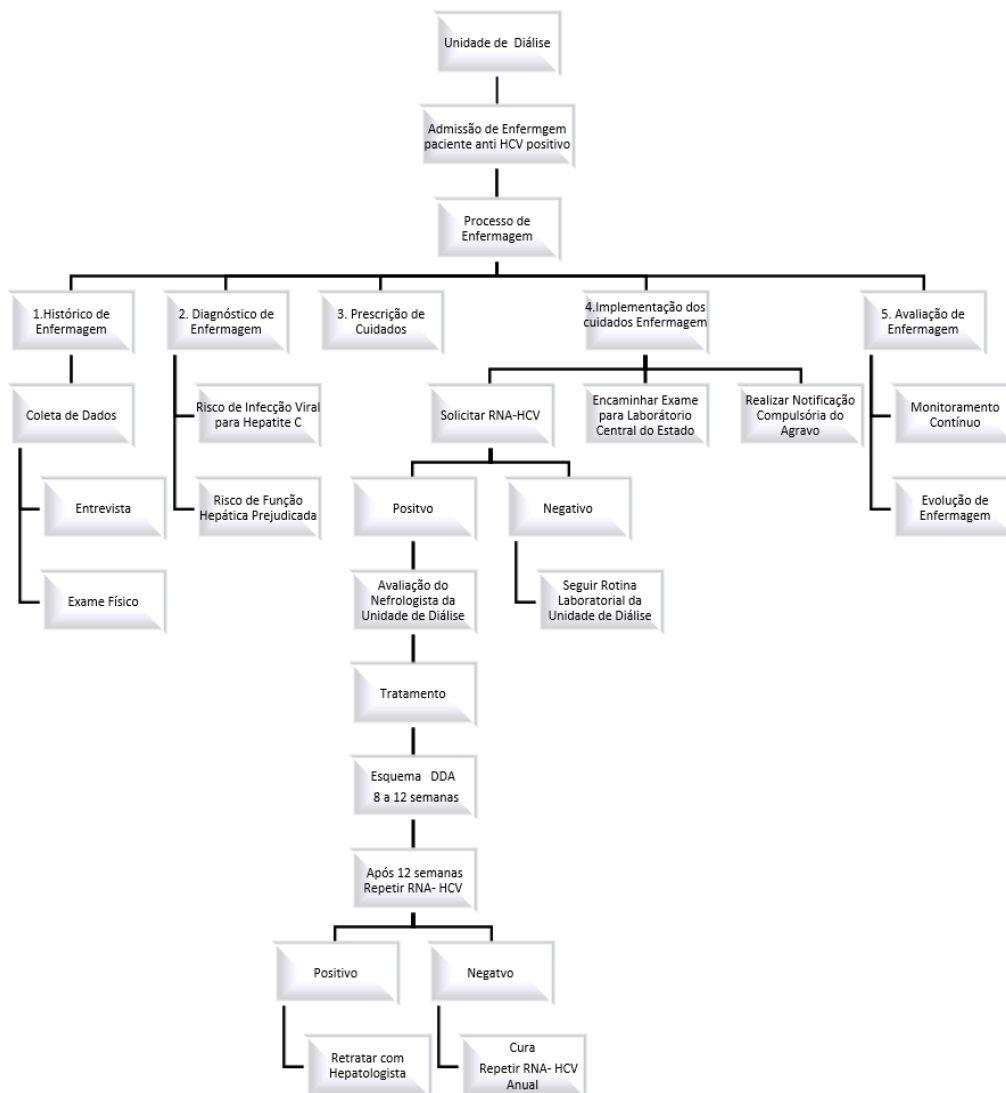 Unidade de Diálise
Admissão de Enfermgem
paciente anti HCV positivo
Processo de
Enfermagem
1.Histórico de
Enfermagem
2. Diagnóstico de
Enfermagem
3. Prescrição de
Cuidados
4.Implementação dos
cuidados Enfermagem
5. Avaliação de
Enfermagem
Coleta de Dados
Risco de Infecção Viral
para Hepatite C
Solicitar RNA-HCV
Encaminhar Exame
para Laborátório
Central do Estado
Realizar Notificação
Compulsória do
Agravo
Monitoramento
Contínuo
Entrevista
Risco de Função
Hepática Prejudicada
Positvo
Negativo
Evolução de
Enfermagem
Exame Físico
Avaliação do
Nefrologista da
Unidade de Diálise
Seguir Rotina
Laboratorial da
Unidade de Diálise
Tratamento
Esquema DDA
8 a 12 semanas
Após 12 semanas
Repetir RNA- HCV
Positivo
Negatvo
Retratar com
Hepatologista
Cura
Repetir RNA- HCV
Anual